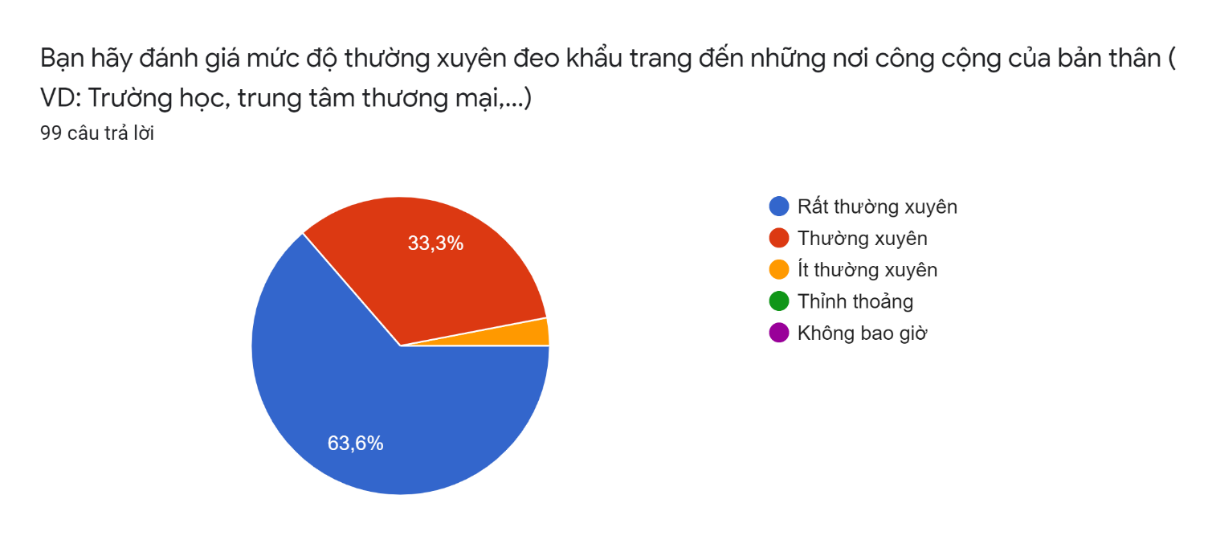 Bạn hãy đánh giá mức độ thường xuyên đeo khẩu trang đến những nơi công cộng của bản thân (
VD: Trường học, trung tâm thương mại,...)
99 câu trả lời
Rất thường xuyên
Thường xuyên
Ít thường xuyên
Thỉnh thoảng
Không bao giờ
33,3%
63,6%